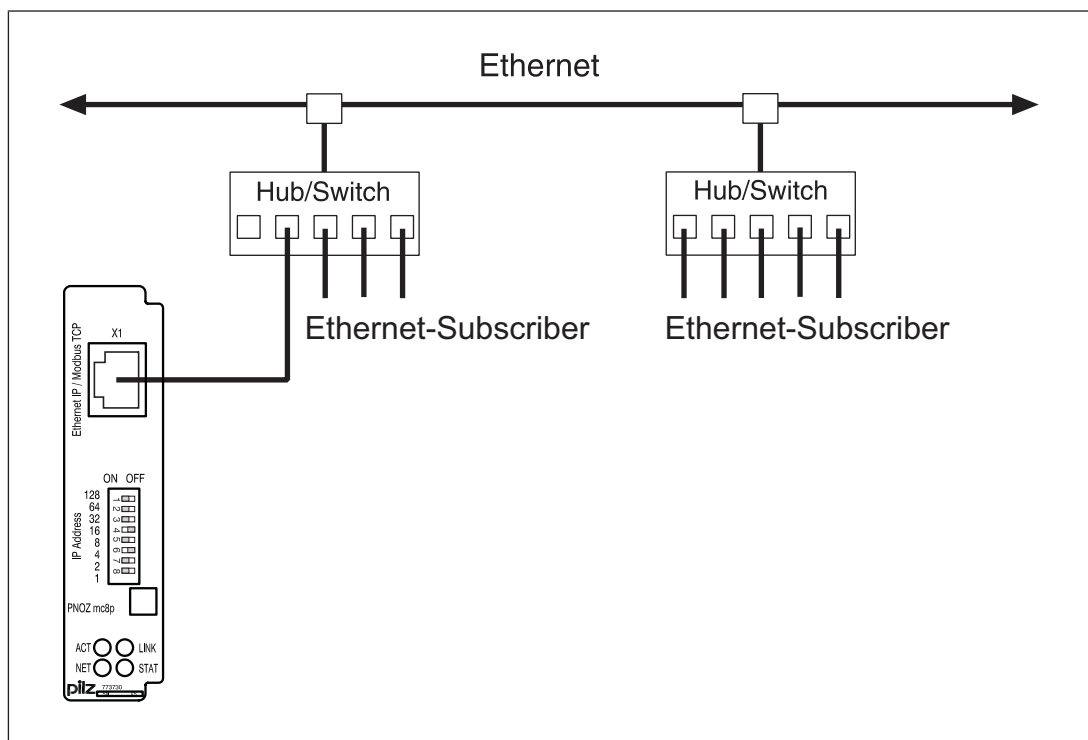 Ethernet
Hub/Switch
Hub/Switch
Ethernet-Subscriber
Ethernet-Subscriber
Ethernet IP / Modbus TCP
X1
ON OFF
IP Address
128
64
32
16
8
4
2
1
1
2
3
4
5
6
7
8
PNOZ mc8p
ACT LINK
NET STAT
pilz 773730